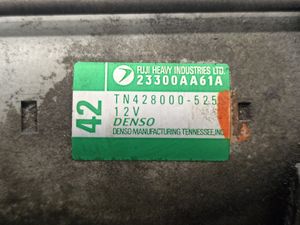 FUJI HEAVY INDUSTRIES LTD.
23300AA61A
42
TN428000-525
12V
DENSO
DENSO MANUFACTURING TENNESSEE, INC.